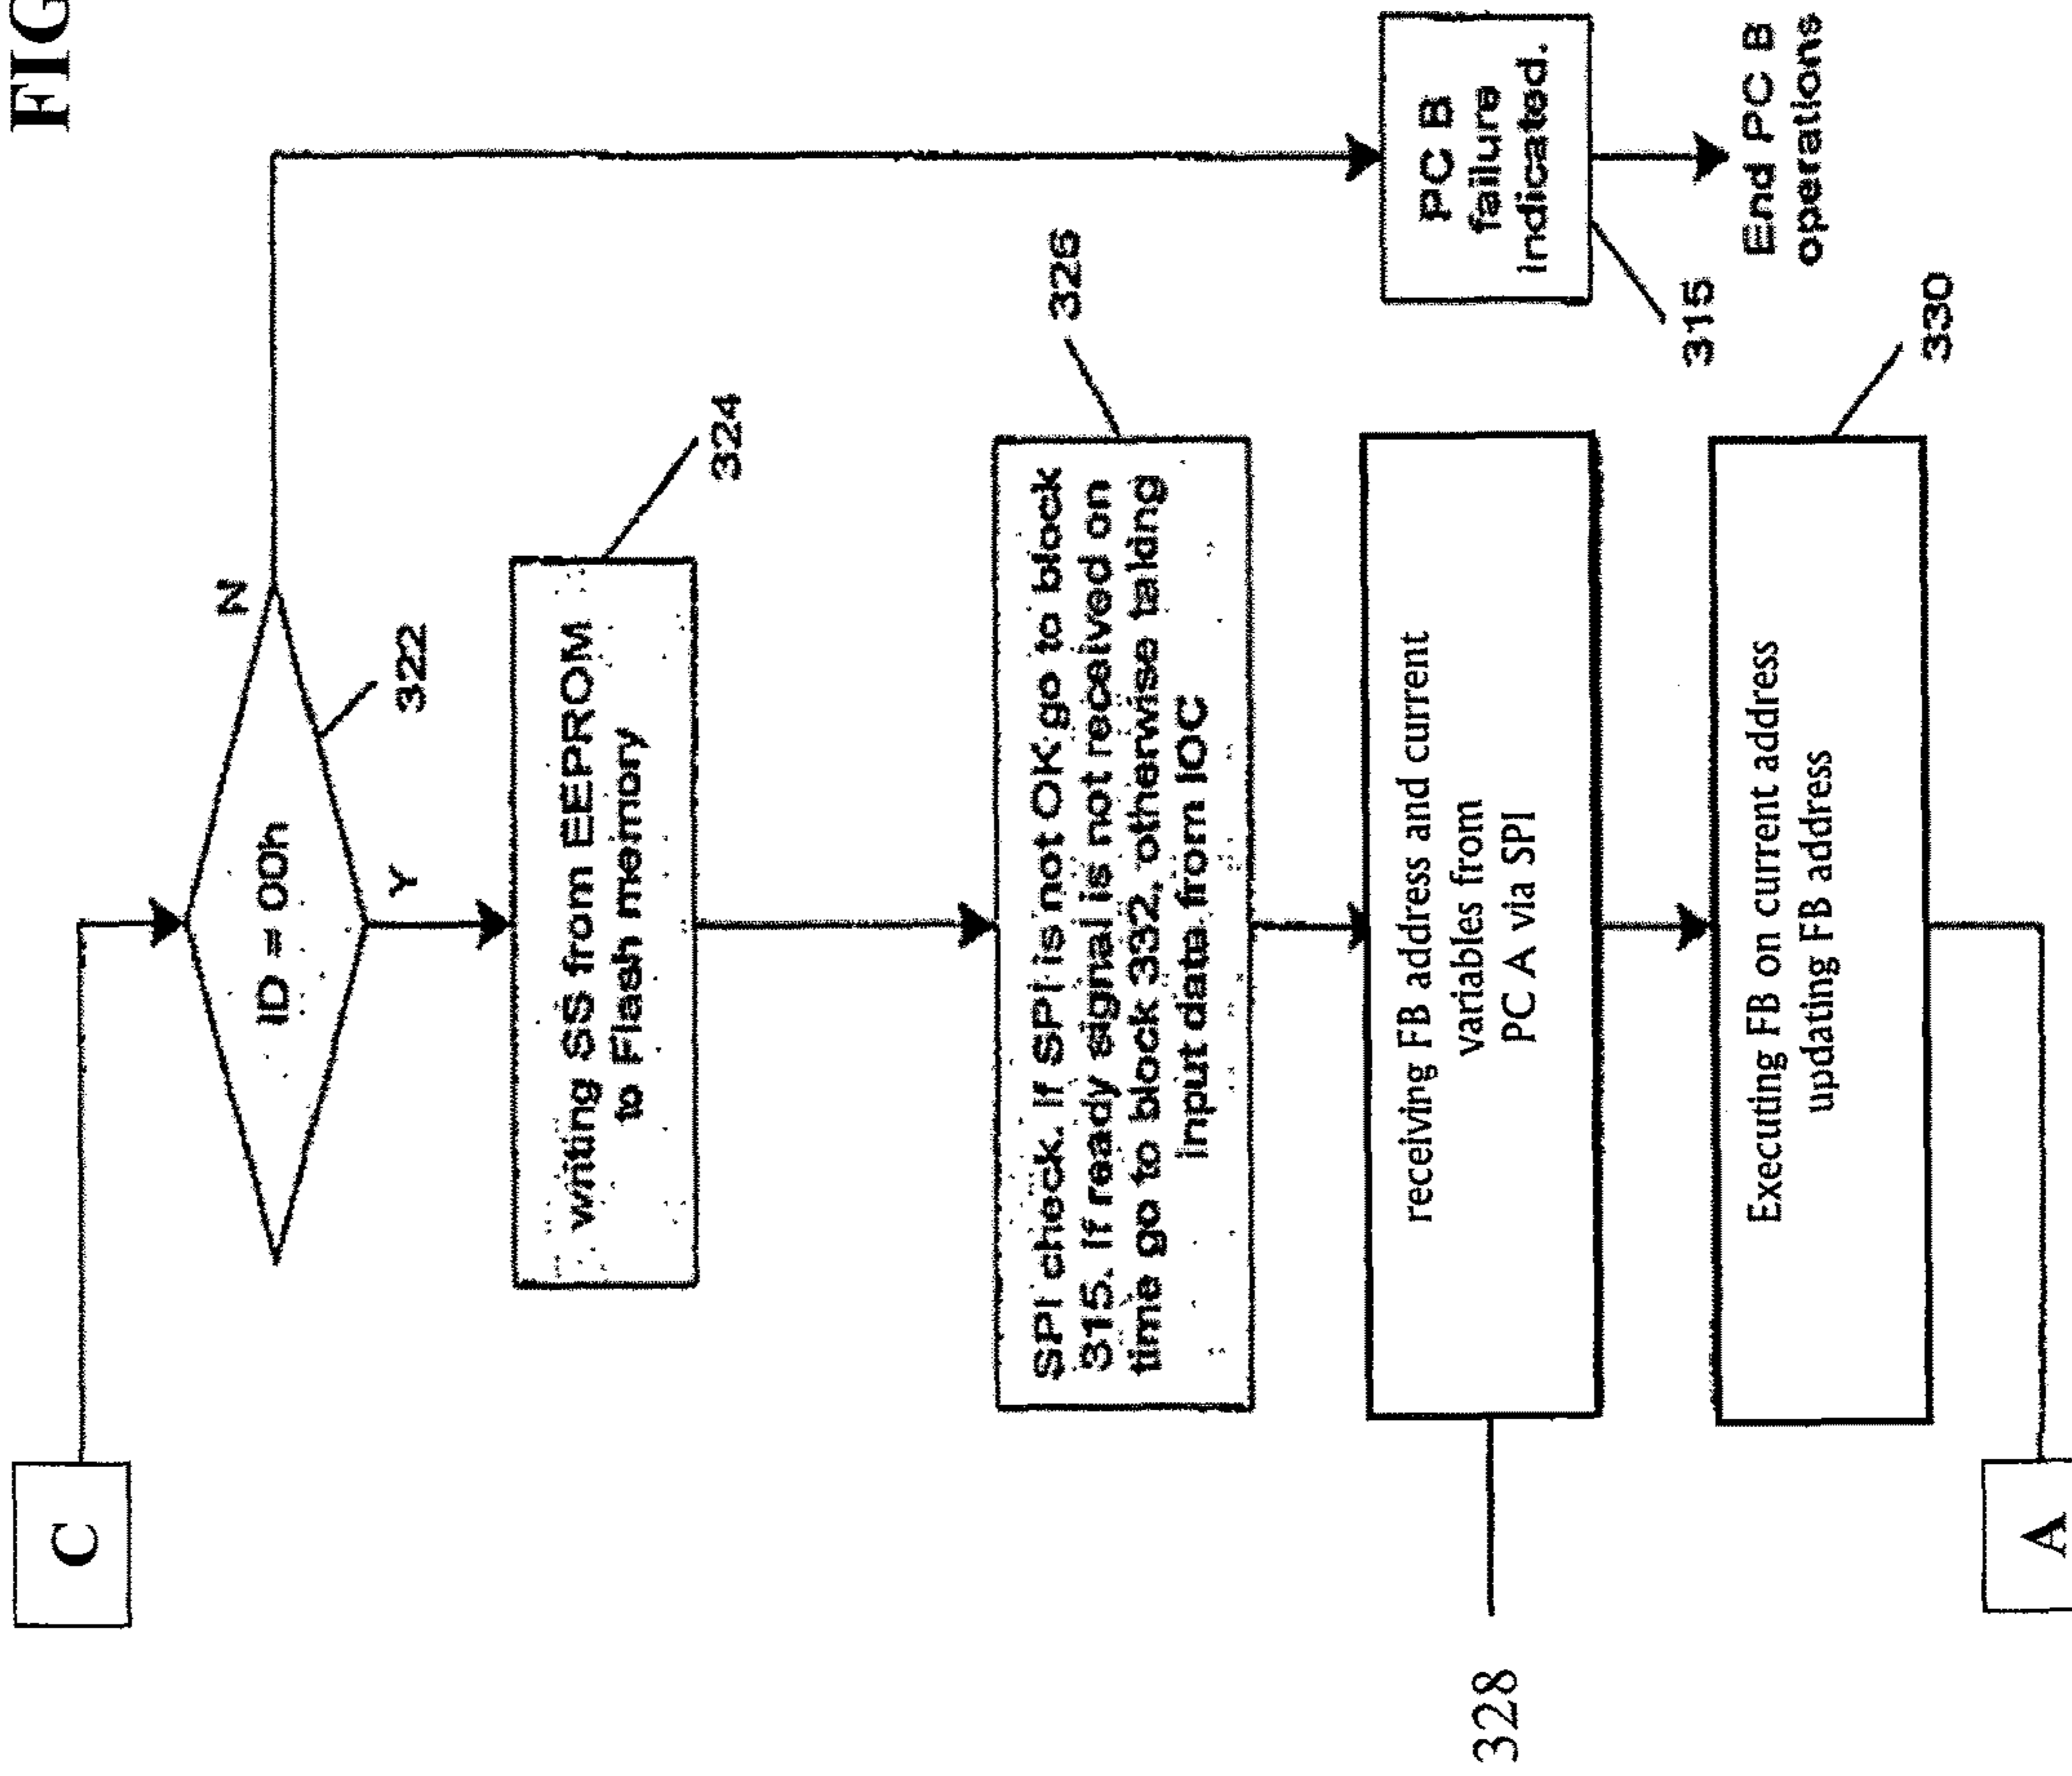 FIG
C
ID = 00h
N
Y
322
writing SS from EEPROM
to Flash memory
324
SPI check. If SPI is not OK go to block
315. If ready signal is not received on
time go to block 332, otherwise taking
input data from IOC
326
receiving FB address and current
variables from
PC A via SPI
328
PC B
failure
indicated.
315
End PC B
operations
Executing FB on current address
updating FB address
330
A